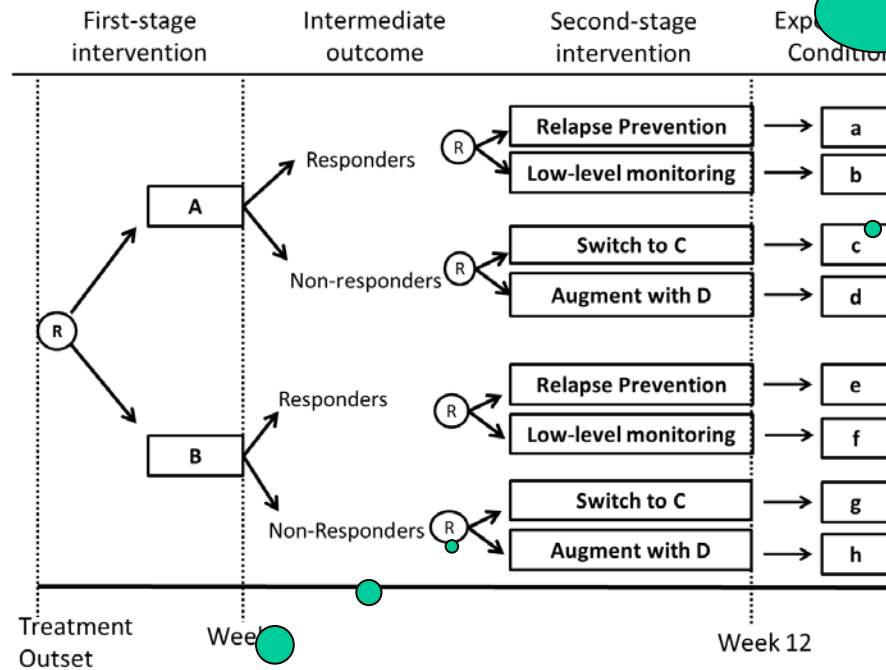 First-stage
intervention
Intermediate
outcome
Second-stage
intervention
Condition
A
Responders
R
Relapse Prevention
a
Low-level monitoring
b
Non-responders
R
Switch to C
c
Augment with D
d
R
B
Responders
R
Relapse Prevention
e
Low-level monitoring
f
Non-Responders
R
Switch to C
g
Augment with D
h
Treatment
Outset
Week 12